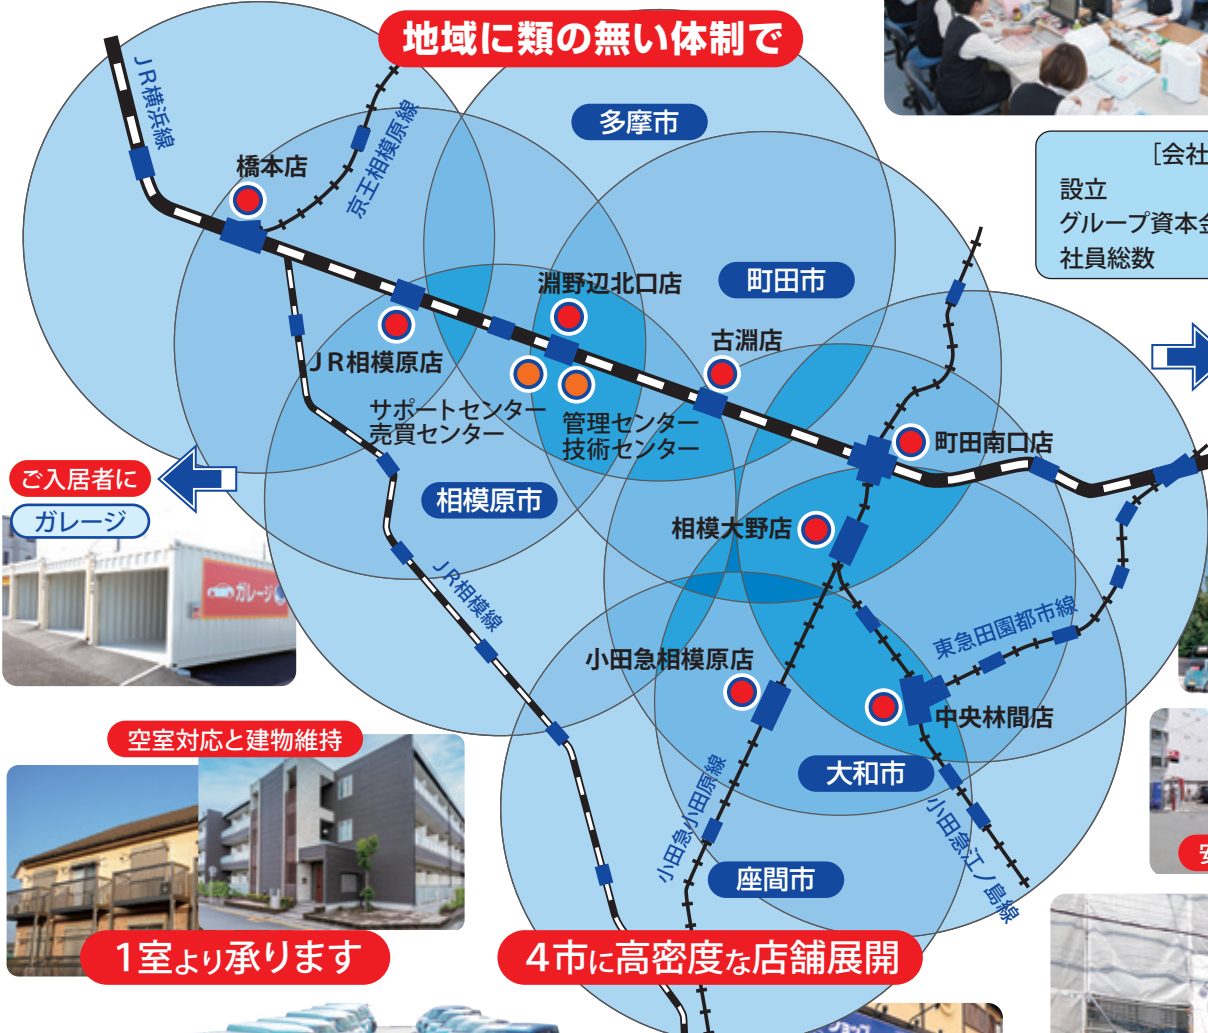 地域に類の無い体制で
多摩市
JR横浜線
京王相模原線
橋本店
[会社
設立
グループ資本金
社員総数
淵野辺北口店
町田市
古淵店
JR相模原店
サポートセンター
売買センター
管理センター
技術センター
町田南口店
ご入居者に
ガレージ
相模原市
相模大野店
JR相模線
ガレージ
東急田園都市線
小田急相模原店
中央林間店
空室対応と建物維持
大和市
小田急小田原線
小田急江ノ島線
座間市
1室より承ります
4市に高密度な店舗展開
ショップ